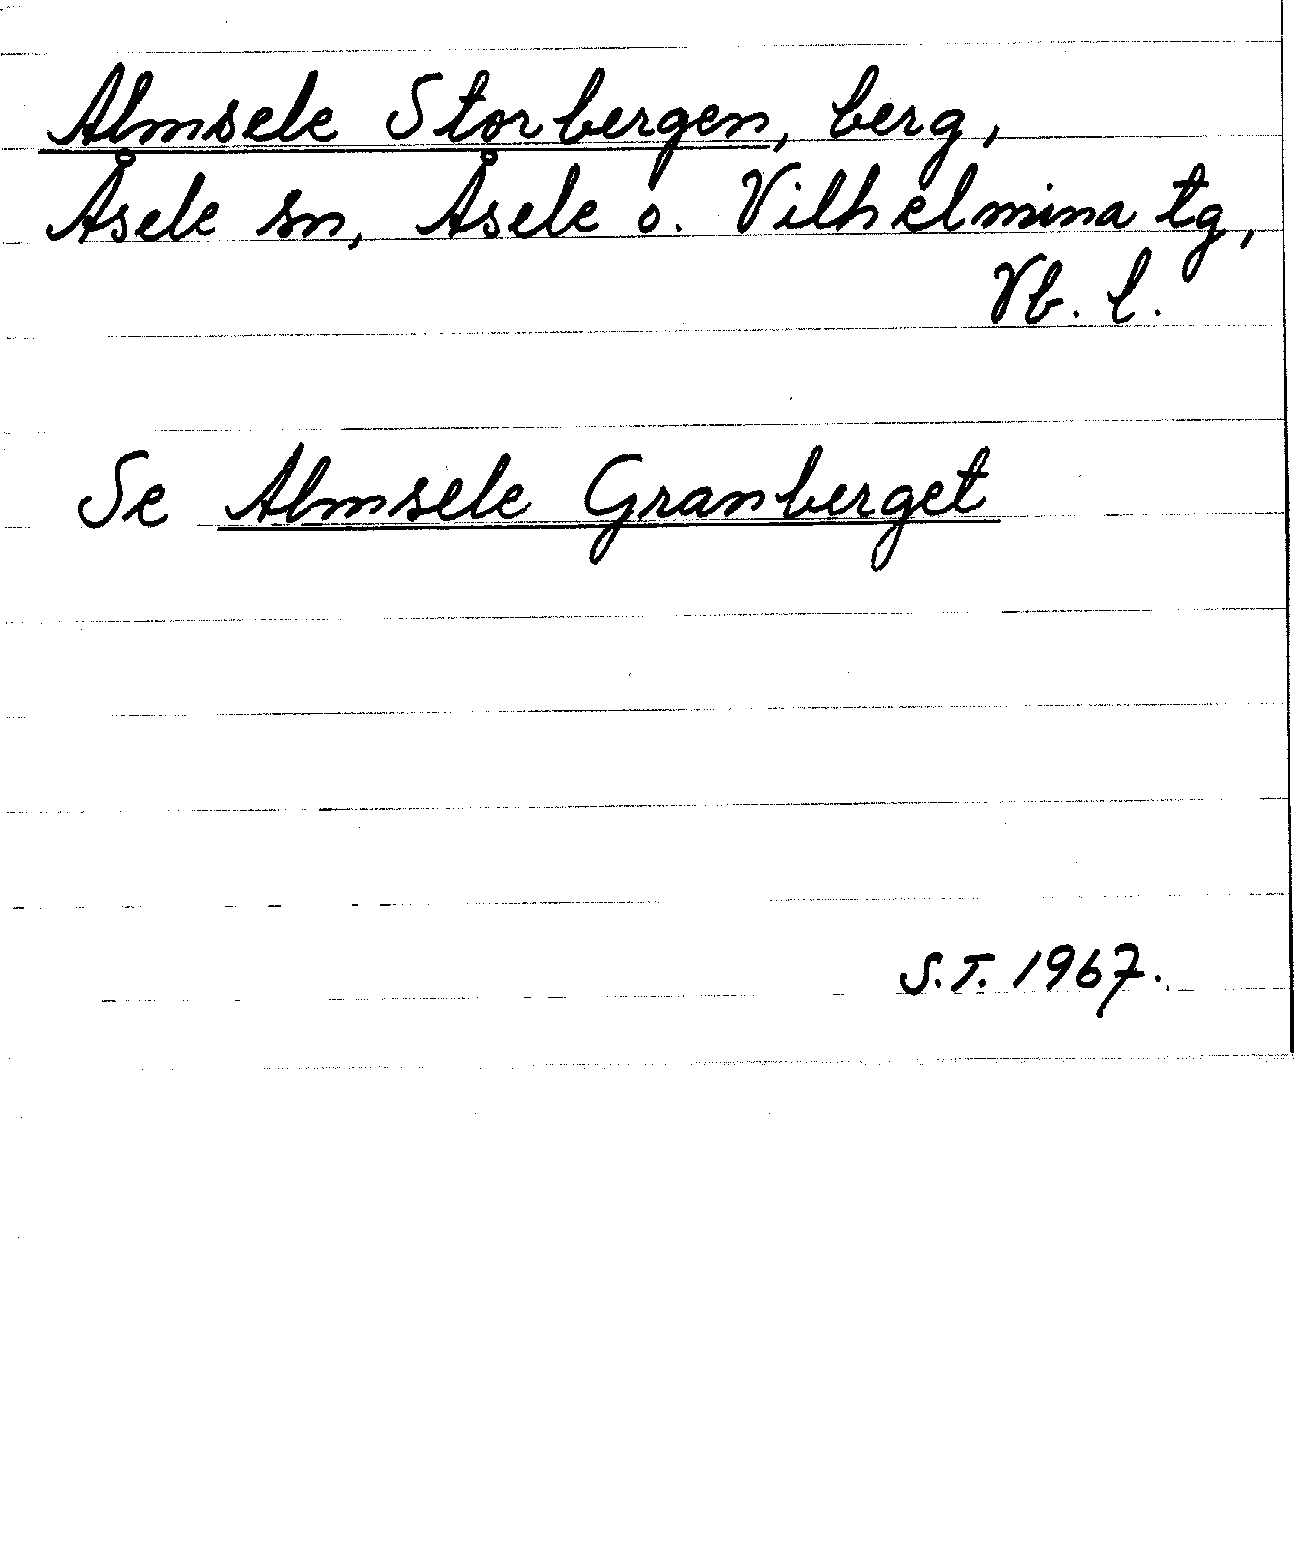 Almsele Storbergen, berg,
Åsele sn, Åsele o. Vilhelmina tg,
Vb. l.
Se Almsele Granberget
S.T. 1967.